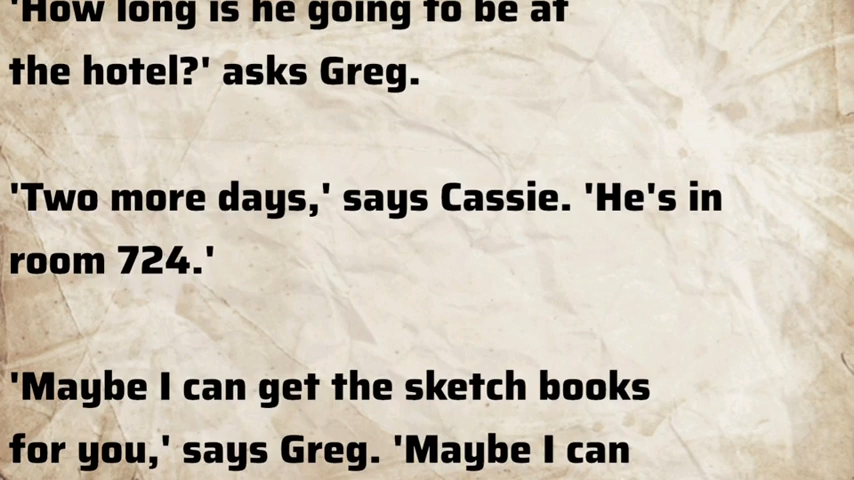 'How long is he going to be at
the hotel?' asks Greg.
'Two more days,' says Cassie. 'He's in
room 724.'
'Maybe I can get the sketch books
for you,' says Greg. 'Maybe I can